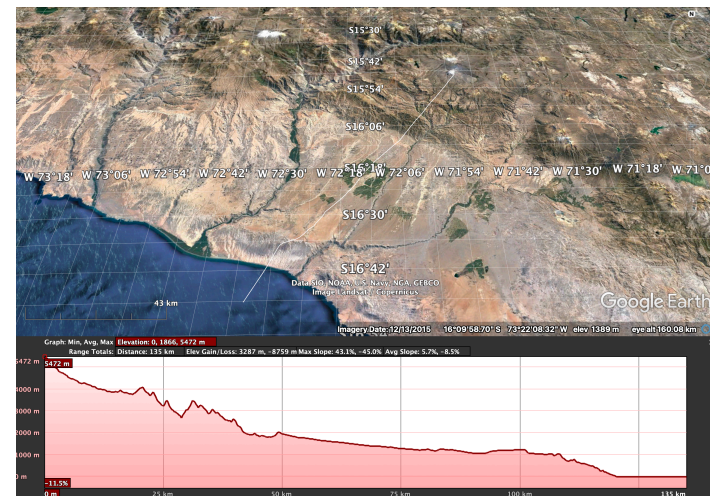 N
S15°30'
S15°42'
S15°54'
S16°06'
S16°18'
W 73°18' W 73°06' W 72°54' W 72°42' W 72°30' W 72°18' W 72°06' W 71°54' W 71°42' W 71°30' W 71°18' W 71°0
S16°30'
S16°42'
Data SIO, NOAA, U.S. Navy, NGA, GEBCO
Image Landsat / Copernicus
43 km
Google Earth
Imagery Date: 12/13/2015 16°09'58.70" S 73°22'08.32" W elev 1389 m eye alt 160.08 km
Graph: Min, Avg, Max Elevation: 0, 1866, 5472 m
Range Totals: Distance: 135 km Elev Gain/Loss: 3287 m, -8759 m Max Slope: 43.1%, -45.0% Avg Slope: 5.7%, -8.5%
5472 m
5472 m
4000 m
3000 m
2000 m
1000 m
0 m
-11.5%
0 m 25 km 50 km 75 km 100 km 135 km